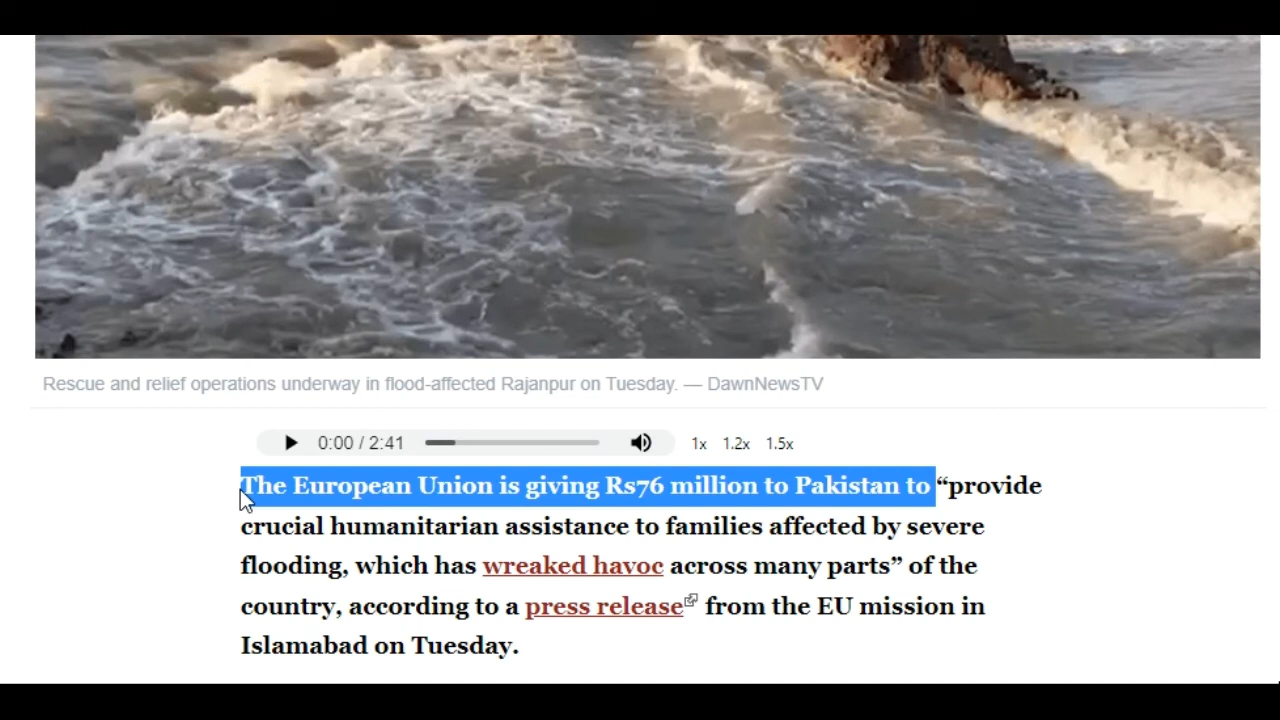 Rescue and relief operations underway in flood-affected Rajanpur on Tuesday. — DawnNewsTV
0:00 / 2:41 1x 1.2x 1.5x
The European Union is giving Rs76 million to Pakistan to “provide
crucial humanitarian assistance to families affected by severe
flooding, which has wreaked havoc across many parts” of the
country, according to a press release from the EU mission in
Islamabad on Tuesday.